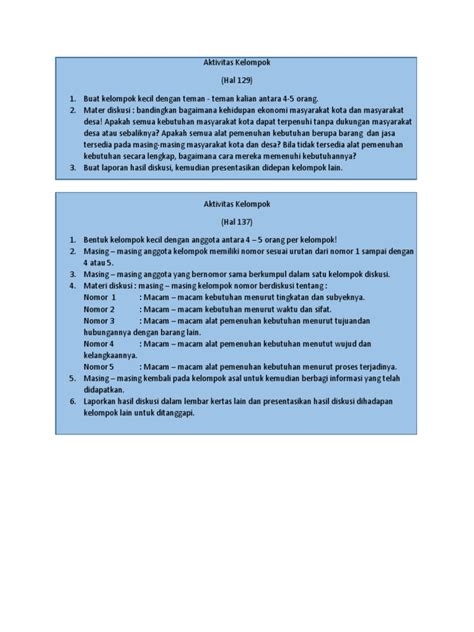 Aktivitas Kelompok
(Hal 129)
1. Buat kelompok kecil dengan teman - teman kalian antara 4-5 orang.
2. Mater diskusi : bandingkan bagaimana kehidupan ekonomi masyarakat kota dan masyarakat
desa! Apakah semua kebutuhan masyarakat kota dapat terpenuhi tanpa dukungan masyarakat
desa atau sebaliknya? Apakah semua alat pemenuhan kebutuhan berupa barang dan jasa
tersedia pada masing-masing masyarakat kota dan desa? Bila tidak tersedia alat pemenuhan
kebutuhan secara lengkap, bagaimana cara mereka memenuhi kebutuhannya?
3. Buat laporan hasil diskusi, kemudian presentasikan didepan kelompok lain.
Aktivitas Kelompok
(Hal 137)
1. Bentuk kelompok kecil dengan anggota antara 4 – 5 orang per kelompok!
2. Masing – masing anggota kelompok memiliki nomor sesuai urutan dari nomor 1 sampai dengan
4 atau 5.
3. Masing – masing anggota yang bernomor sama berkumpul dalam satu kelompok diskusi.
4. Materi diskusi : masing – masing kelompok nomor berdiskusi tentang :
Nomor 1 : Macam – macam kebutuhan menurut tingkatan dan subyeknya.
Nomor 2 : Macam – macam kebutuhan menurut waktu dan sifat.
Nomor 3 : Macam – macam alat pemenuhan kebutuhan menurut tujuandan
hubungannya dengan barang lain.
Nomor 4 : Macam – macam alat pemenuhan kebutuhan menutut wujud dan
kelangkaannya.
Nomor 5 : Macam – macam alat pemenuhan kebutuhan menurut proses terjadinya.
5. Masing – masing kembali pada kelompok asal untuk kemudian berbagi informasi yang telah
didapatkan.
6. Laporkan hasil diskusi dalam lembar kertas lain dan presentasikan hasil diskusi dihadapan
kelompok lain untuk ditanggapi.